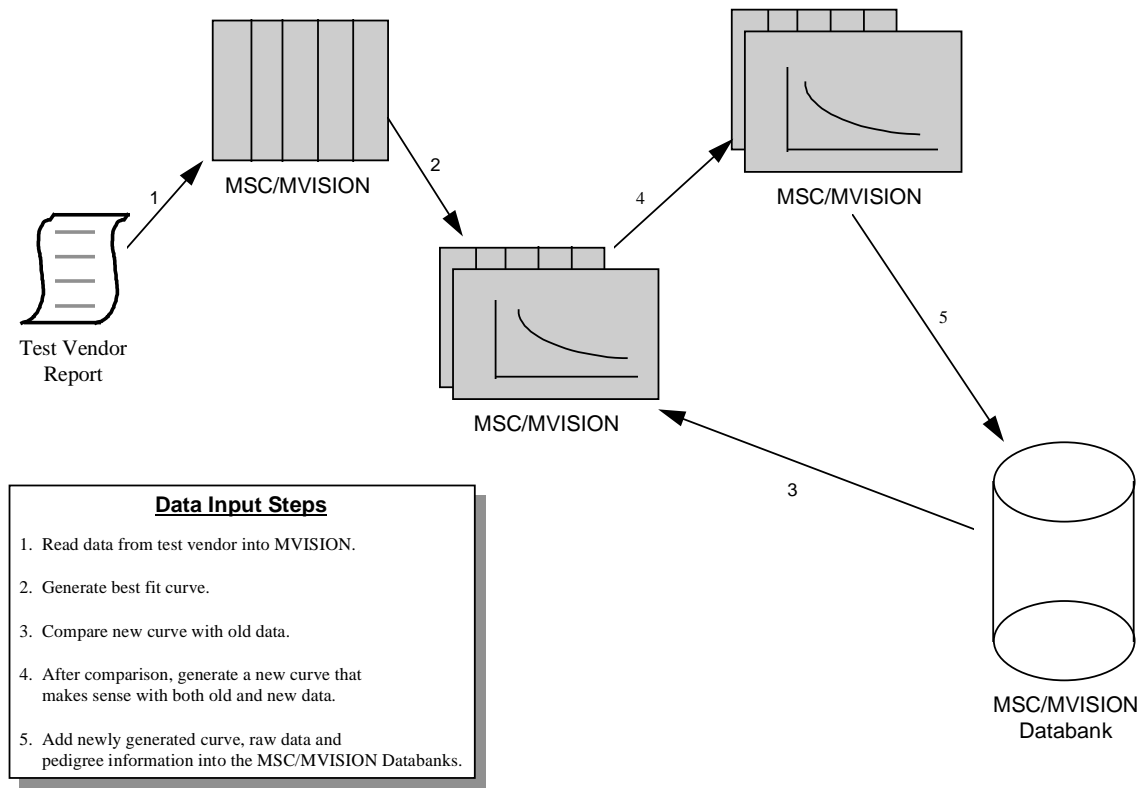 1
MSC/MVISION
2
4
MSC/MVISION
5
Test Vendor
Report
MSC/MVISION
3
Data Input Steps
1. Read data from test vendor into MVISION.
2. Generate best fit curve.
3. Compare new curve with old data.
4. After comparison, generate a new curve that
makes sense with both old and new data.
5. Add newly generated curve, raw data and
pedigree information into the MSC/MVISION Databanks.
MSC/MVISION
Databank